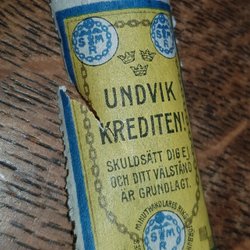 S M
R
A
S M
R
UNDVIK
KREDITEN!
SKULDSÄTT DIG EJ
OCH DITT VÄLSTÅND
ÄR GRUNDLAGT.
S M
R